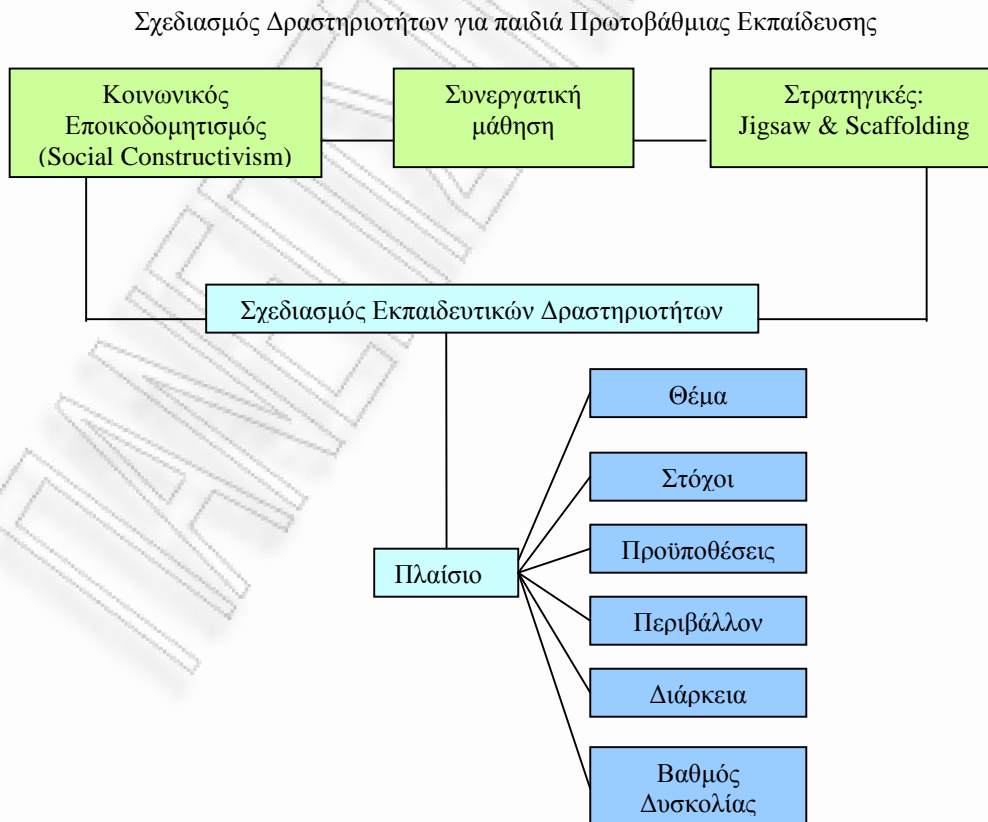 Σχεδιασμός Δραστηριοτήτων για παιδιά Πρωτοβάθμιας Εκπαίδευσης
Κοινωνικός
Εποικοδομητισμός
(Social Constructivism)
Συνεργατική
μάθηση
Στρατηγικές:
Jigsaw & Scaffolding
Σχεδιασμός Εκπαιδευτικών Δραστηριοτήτων
Πλαίσιο
Θέμα
Στόχοι
Προϋποθέσεις
Περιβάλλον
Διάρκεια
Βαθμός
Δυσκολίας